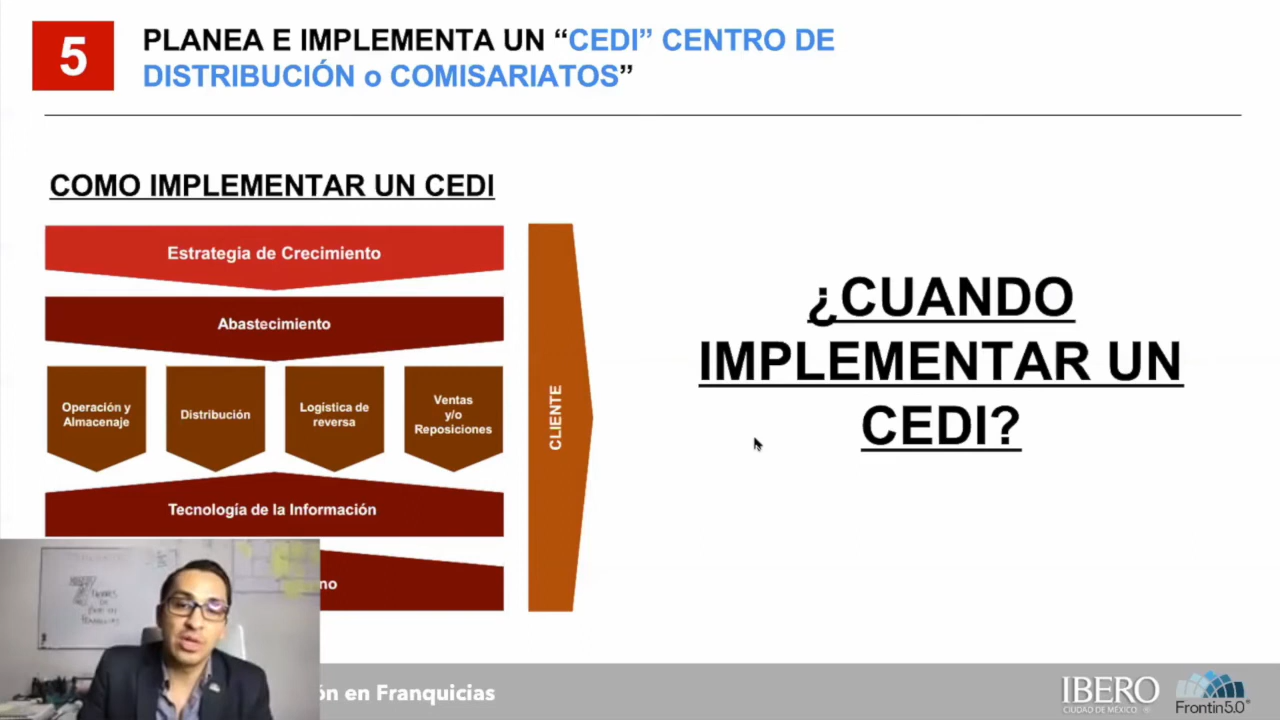 5
PLANEA E IMPLEMENTA UN “CEDI” CENTRO DE
DISTRIBUCIÓN o COMISARIATOS”
COMO IMPLEMENTAR UN CEDI
Estrategia de Crecimiento
Abastecimiento
Operación y
Almacenaje
Distribución
Logística de
reversa
Ventas
y/o
Reposiciones
Tecnología de la Información
no
CLIENTE
¿CUANDO
IMPLEMENTAR UN
CEDI?
ón en Franquicias
IBERO
CIUDAD DE MÉXICO
Frontin5.0